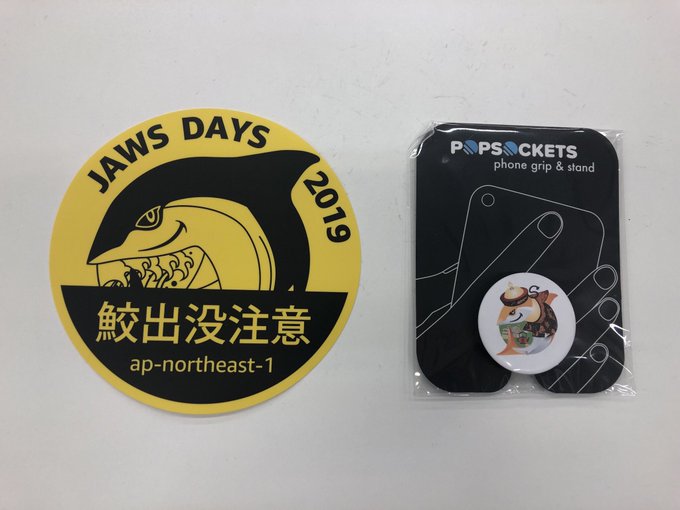 JAWS DAYS 2019
鮫出没注意
ap-northeast-1
POPSOCKETS
phone grip & stand